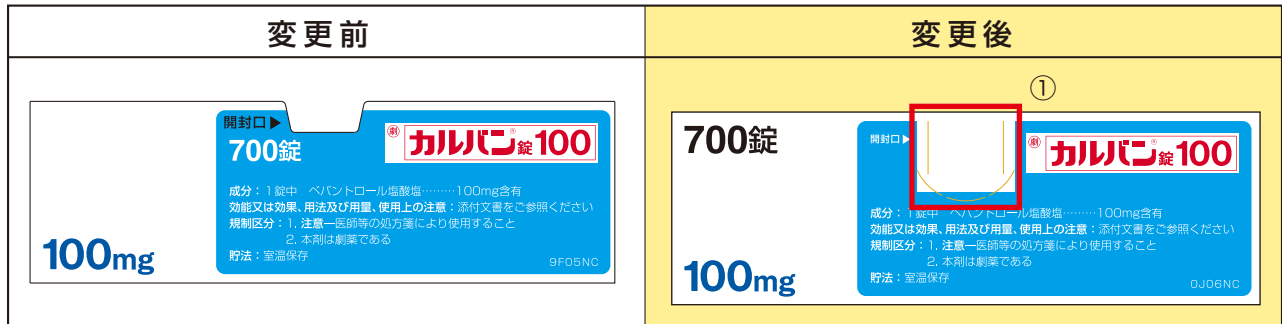 変更前
変更後
開封口▶
700錠
劇 カルバン®錠100
成分：1錠中　ベバントロール塩酸塩………100mg含有
効能又は効果、用法及び用量、使用上の注意：添付文書をご参照ください
規制区分：1. 注意―医師等の処方箋により使用すること
2. 本剤は劇薬である
貯法：室温保存
9F05NC
100mg
①
700錠
開封口▶
劇 カルバン®錠100
成分：1錠中　ベバントロール塩酸塩………100mg含有
効能又は効果、用法及び用量、使用上の注意：添付文書をご参照ください
規制区分：1. 注意―医師等の処方箋により使用すること
2. 本剤は劇薬である
貯法：室温保存
0J06NC
100mg